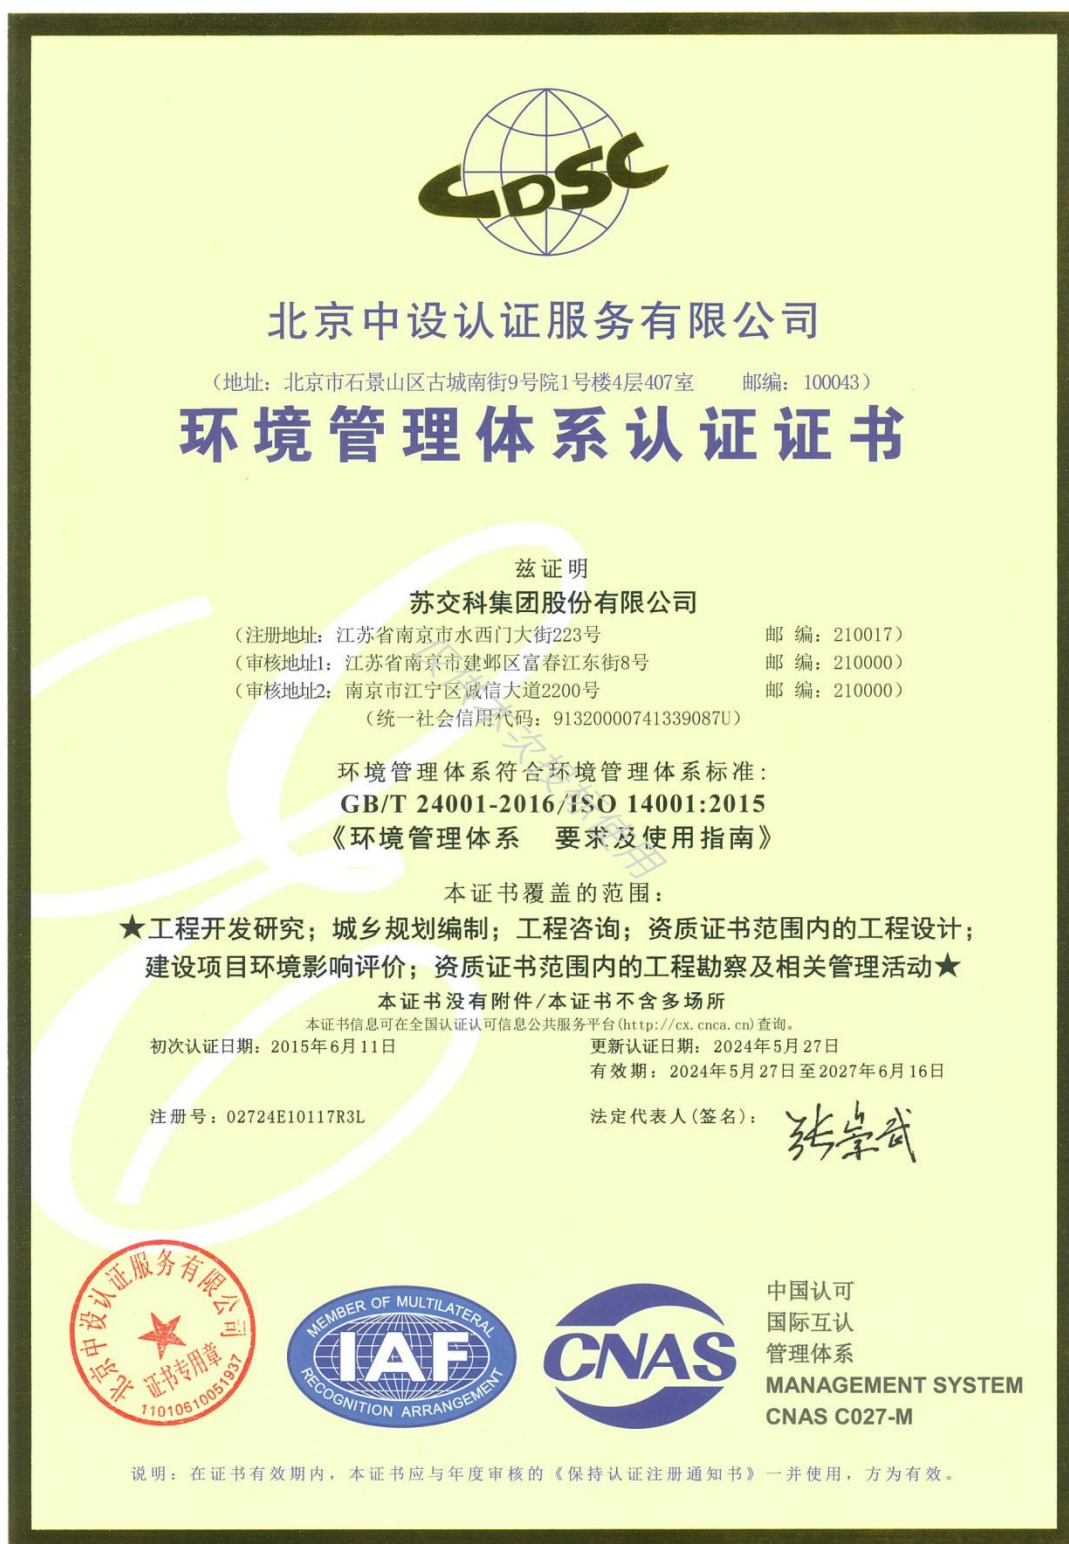 CDSC
北京中设认证服务有限公司
（地址：北京市石景山区古城南街9号院1号楼4层407室 邮编：100043）
环境管理体系认证证书
兹证明
苏交科集团股份有限公司
（注册地址：江苏省南京市水西门大街223号 邮 编：210017）
（审核地址1：江苏省南京市建邺区富春江东街8号 邮 编：210000）
（审核地址2：南京市江宁区诚信大道2200号 邮 编：210000）
（统一社会信用代码：91320000741339087U）
仅供本次投标使用
环境管理体系符合环境管理体系标准：
GB/T 24001-2016/ISO 14001:2015
《环境管理体系 要求及使用指南》
本证书覆盖的范围：
★工程开发研究；城乡规划编制；工程咨询；资质证书范围内的工程设计；
建设项目环境影响评价；资质证书范围内的工程勘察及相关管理活动★
本证书没有附件/本证书不含多场所
本证书信息可在全国认证认可信息公共服务平台(http://cx.cnca.cn)查询。
初次认证日期：2015年6月11日 更新认证日期：2024年5月27日
有效期：2024年5月27日至2027年6月16日
注册号：02724E10117R3L 法定代表人(签名)：
张崇武
北京中设认证服务有限公司
证书专用章
11010610051937
MEMBER OF MULTILATERAL
IAF
RECOGNITION ARRANGEMENT
CNAS
中国认可
国际互认
管理体系
MANAGEMENT SYSTEM
CNAS C027-M
说明：在证书有效期内，本证书应与年度审核的《保持认证注册通知书》一并使用，方为有效。